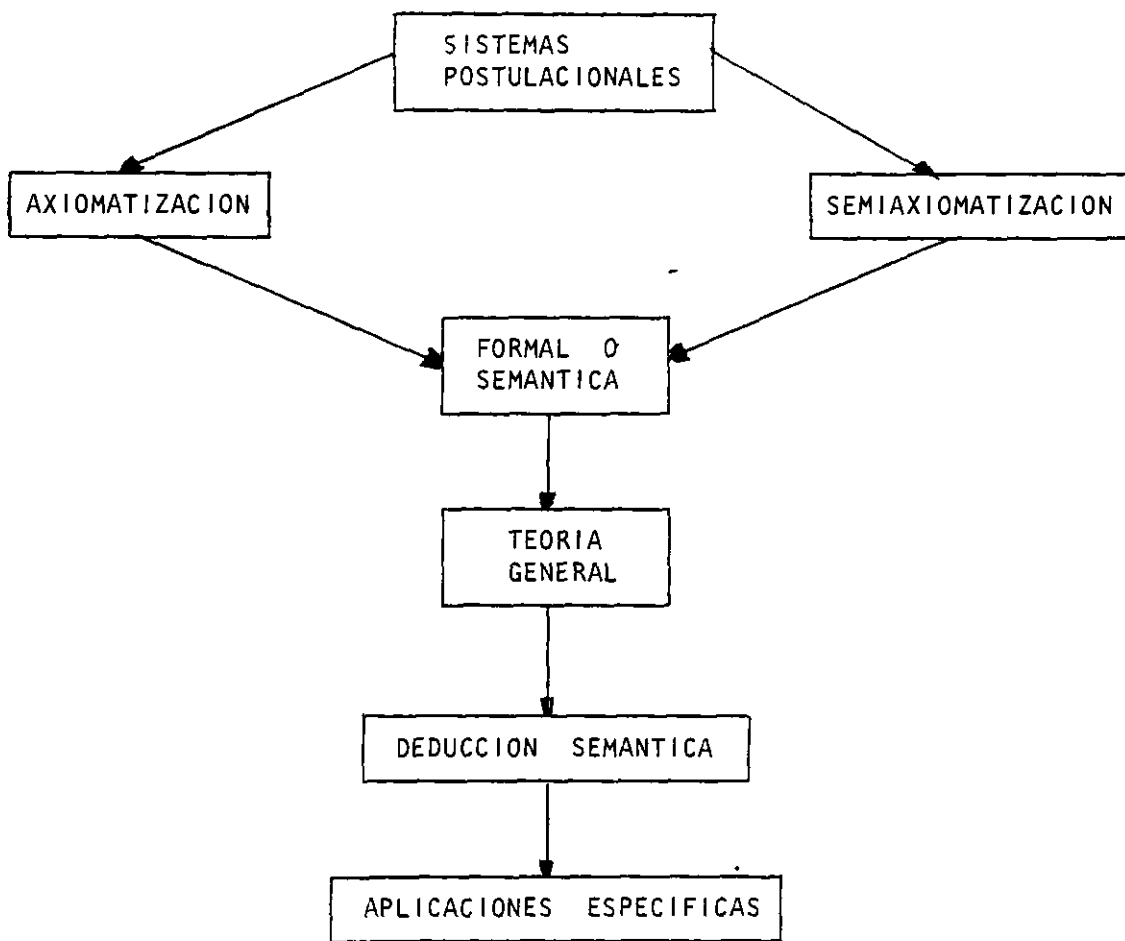 SISTEMAS
POSTULACIONALES
AXIOMATIZACION
SEMIAXIOMATIZACION
FORMAL O
SEMANTICA
TEORIA
GENERAL
DEDUCCION SEMANTICA
APLICACIONES ESPECIFICAS